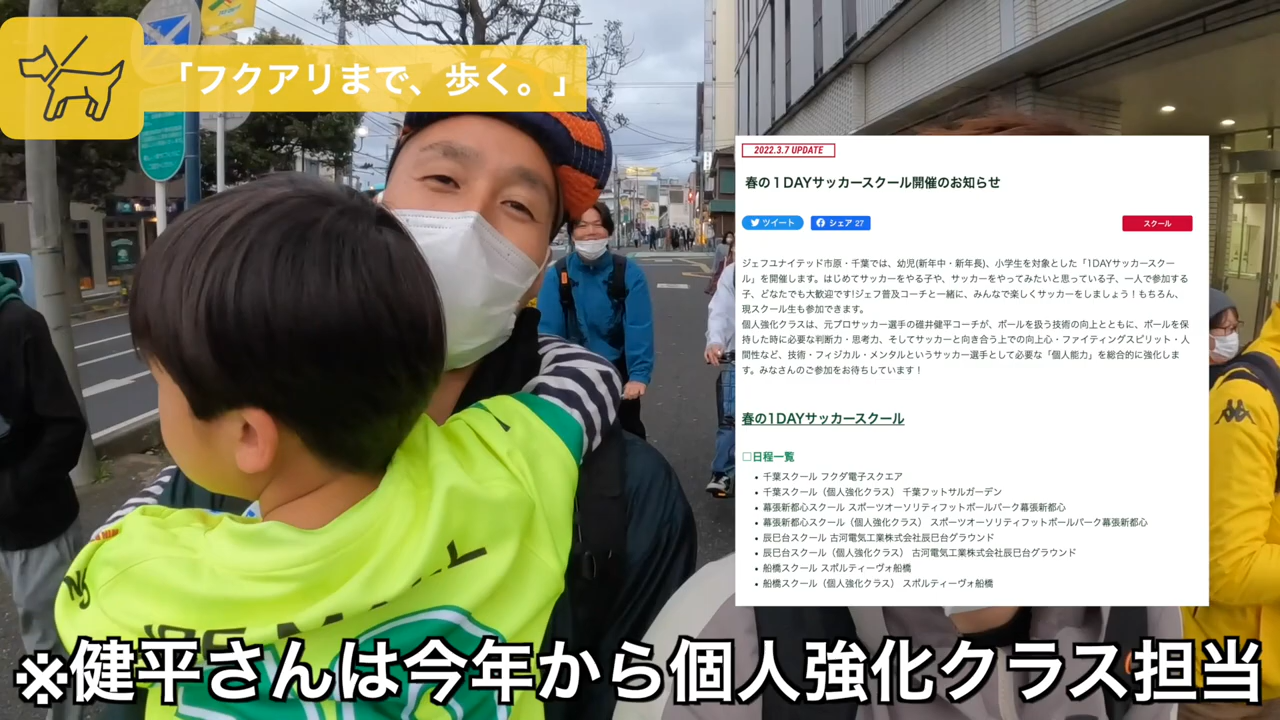 「フクアリまで、歩く。」
2022.3.7 UPDATE
春の１DAYサッカースクール開催のお知らせ
ツイート
シェア 27
スクール
ジェフユナイテッド市原・千葉では、幼児(新年中・新年長)、小学生を対象とした「1DAYサッカースクー
ル」を開催します。はじめてサッカーをやる子や、サッカーをやってみたいと思っている子、一人で参加する
子、どなたでも大歓迎です!ジェフ普及コーチと一緒に、みんなで楽しくサッカーをしましょう！もちろん、
現スクール生も参加できます。
個人強化クラスは、元プロサッカー選手の碓井健平コーチが、ボールを扱う技術の向上とともに、ボールを保
持した時に必要な判断力・思考力、そしてサッカーと向き合う上での向上心・ファイティングスピリット・人
間性など、技術・フィジカル・メンタルというサッカー選手として必要な「個人能力」を総合的に強化しま
す。みなさんのご参加をお待ちしています！
春の1DAYサッカースクール
□日程一覧
• 千葉スクール フクダ電子スクエア
• 千葉スクール（個人強化クラス） 千葉フットサルガーデン
• 幕張新都心スクール スポーツオーソリティフットボールパーク幕張新都心
• 幕張新都心スクール（個人強化クラス） スポーツオーソリティフットボールパーク幕張新都心
• 辰巳台スクール 古河電気工業株式会社辰巳台グラウンド
• 辰巳台スクール（個人強化クラス） 古河電気工業株式会社辰巳台グラウンド
• 船橋スクール スポルティーヴォ船橋
• 船橋スクール（個人強化クラス） スポルティーヴォ船橋
※健平さんは今年から個人強化クラス担当